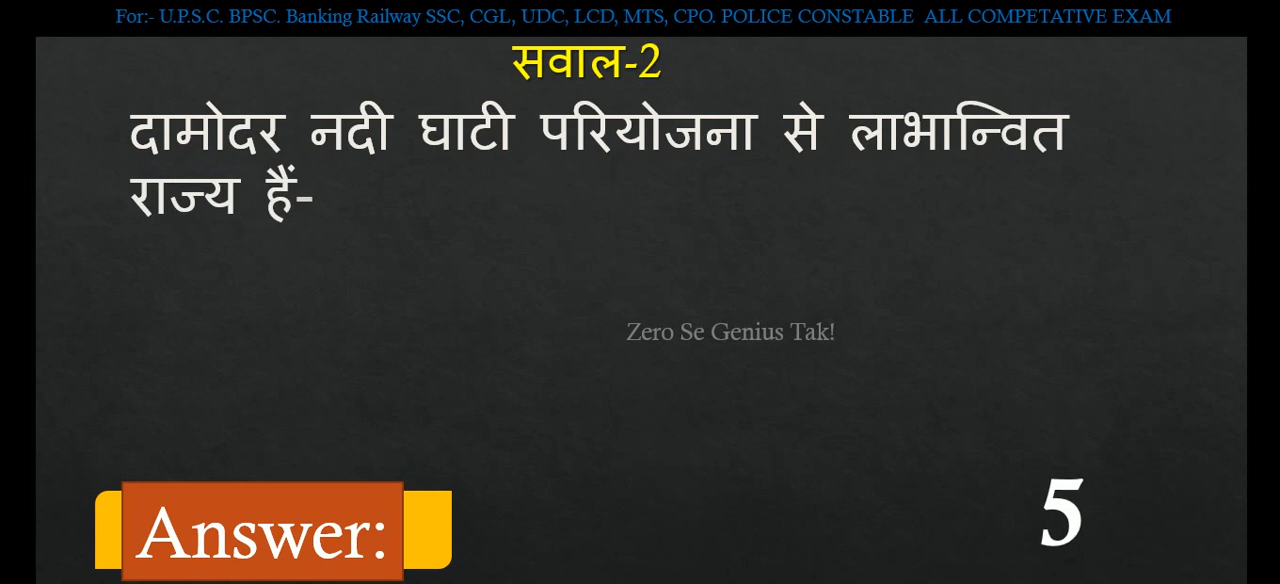 For:- U.P.S.C. BPSC. Banking Railway SSC, CGL, UDC, LCD, MTS, CPO. POLICE CONSTABLE ALL COMPETATIVE EXAM
सवाल-2
दामोदर नदी घाटी परियोजना से लाभान्वित
राज्य हैं-
Zero Se Genius Tak!
Answer:
5